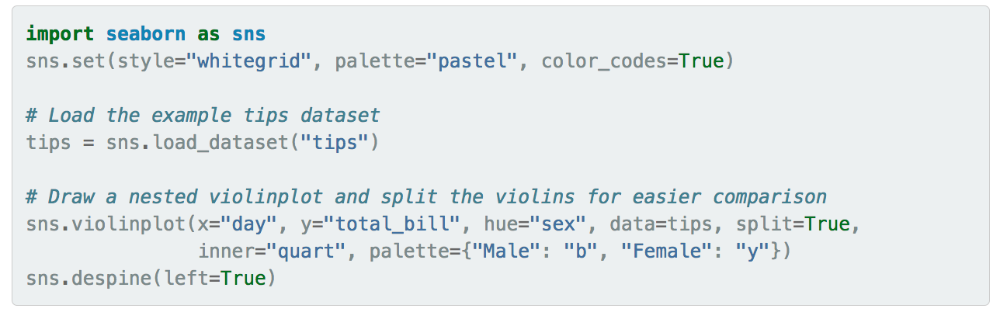 import seaborn as sns
sns.set(style="whitegrid", palette="pastel", color_codes=True)

# Load the example tips dataset
tips = sns.load_dataset("tips")

# Draw a nested violinplot and split the violins for easier comparison
sns.violinplot(x="day", y="total_bill", hue="sex", data=tips, split=True,
               inner="quart", palette={"Male": "b", "Female": "y"})
sns.despine(left=True)